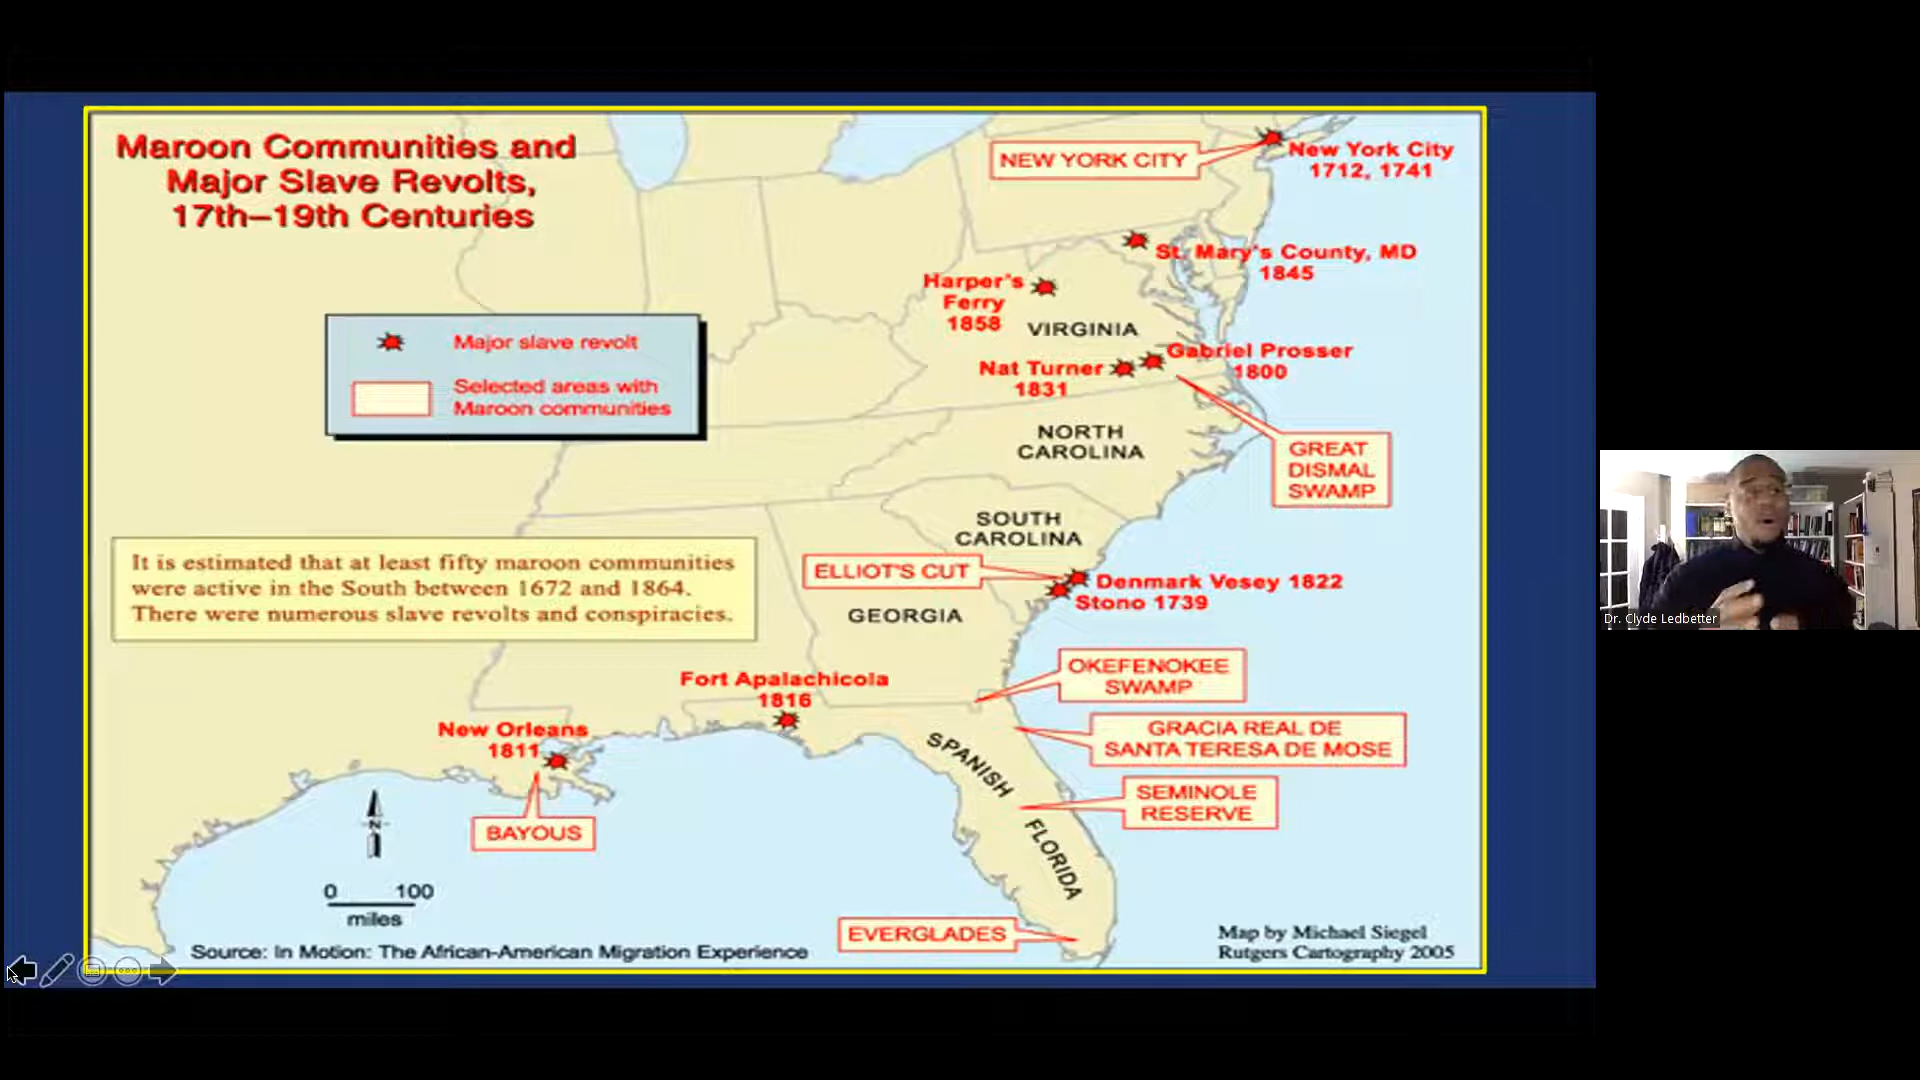 Maroon Communities and
Major Slave Revolts,
17th–19th Centuries
NEW YORK CITY
New York City
1712, 1741
St. Mary's County, MD
1845
Harper's
Ferry
1858
VIRGINIA
Gabriel Prosser
1800
Nat Turner
1831
Major slave revolt
Selected areas with
Maroon communities
NORTH
CAROLINA
GREAT
DISMAL
SWAMP
SOUTH
CAROLINA
It is estimated that at least fifty maroon communities
were active in the South between 1672 and 1864.
There were numerous slave revolts and conspiracies.
ELLIOT'S CUT
Denmark Vesey 1822
Stono 1739
GEORGIA
OKEFENOKEE
SWAMP
Fort Apalachicola
1816
New Orleans
1811
GRACIA REAL DE
SANTA TERESA DE MOSE
SPANISH
FLORIDA
SEMINOLE
RESERVE
BAYOUS
N
0 100
miles
EVERGLADES
Source: In Motion: The African-American Migration Experience
Map by Michael Siegel
Rutgers Cartography 2005
Dr. Clyde Ledbetter